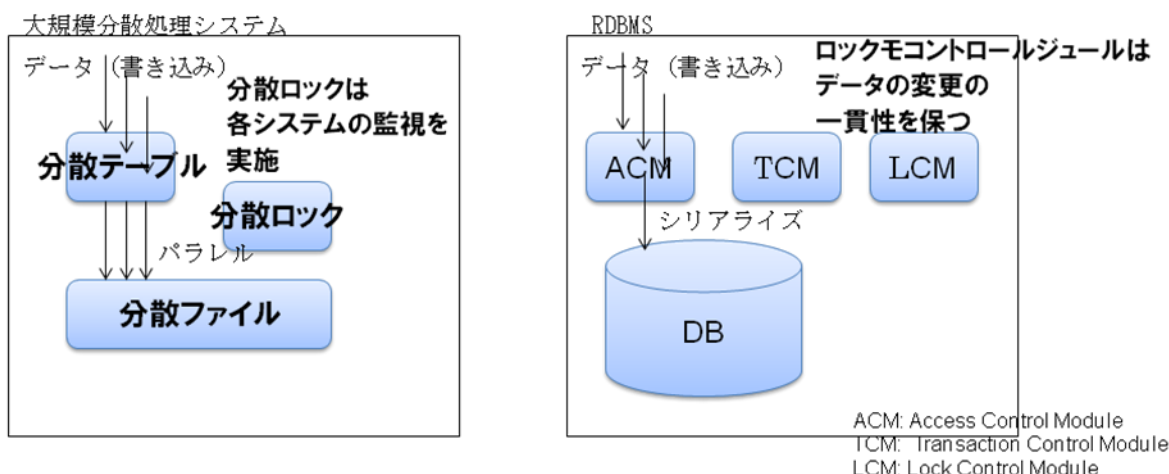 大規模分散処理システム
データ（書き込み）
分散ロックは
各システムの監視を
実施
分散テーブル
分散ロック
パラレル
分散ファイル
RDBMS
データ（書き込み）
ロックモコントロールジュールは
データの変更の
一貫性を保つ
ACM
TCM
LCM
シリアライズ
DB
ACM: Access Control Module
TCM: Transaction Control Module
LCM: Lock Control Module